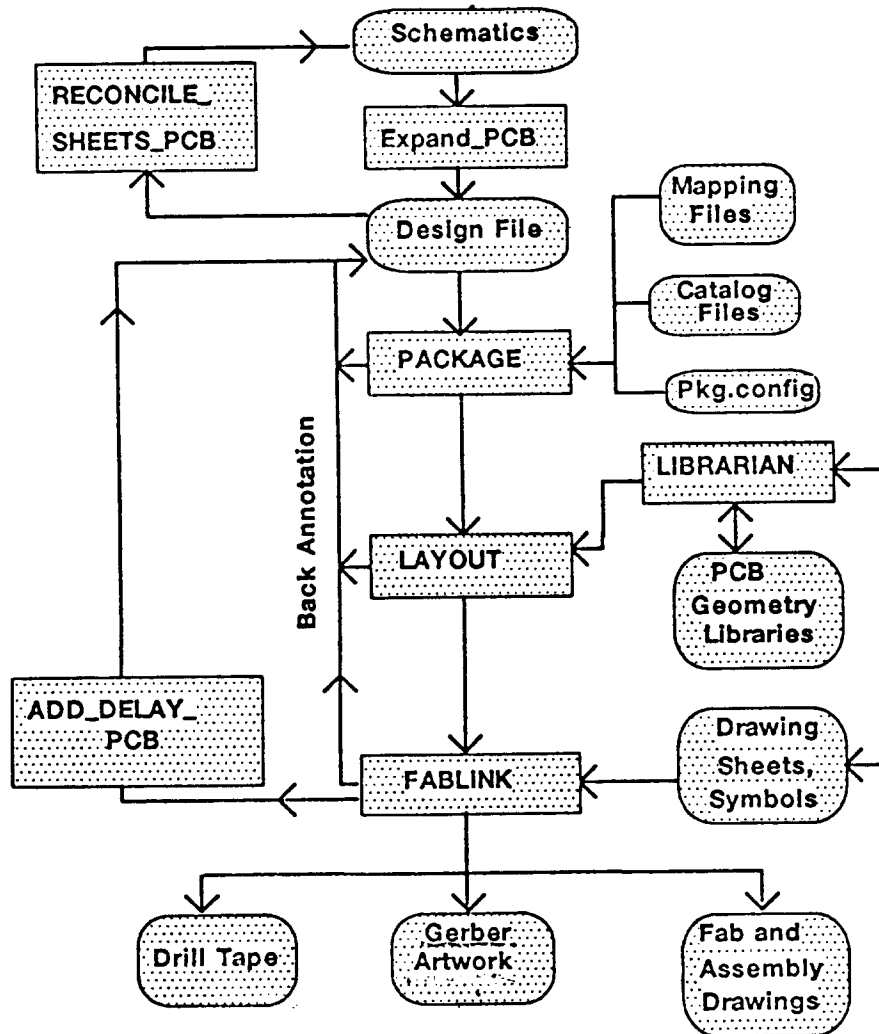 Schematics
RECONCILE_
SHEETS_PCB
Expand_PCB
Mapping
Files
Design File
Catalog
Files
PACKAGE
Pkg.config
Back Annotation
LIBRARIAN
LAYOUT
PCB
Geometry
Libraries
ADD_DELAY_
PCB
Drawing
Sheets,
Symbols
FABLINK
Drill Tape
Gerber
Artwork
Fab and
Assembly
Drawings